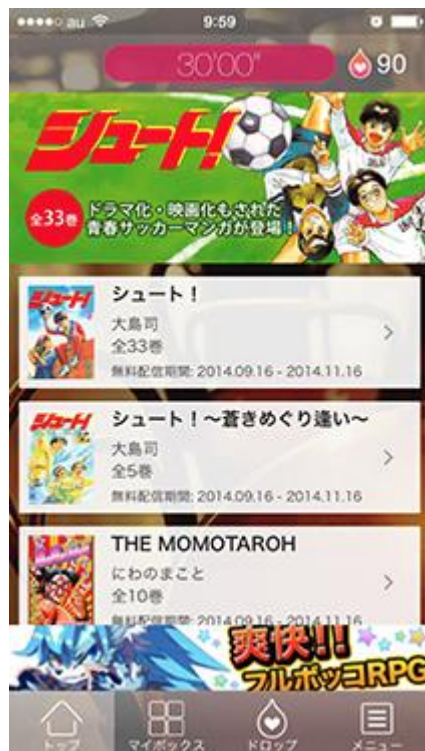 au 9:59
30'00" 90
シュート!
全33巻
ドラマ化・映画化もされた
青春サッカーマンガが登場!
シュート!
シュート！
大島司
全33巻
無料配信期間: 2014.09.16 - 2014.11.16
シュート!
シュート！～蒼きめぐり逢い～
大島司
全5巻
無料配信期間: 2014.09.16 - 2014.11.16
THE MOMOTAROH
にわのまこと
全10巻
無料配信期間: 2014.09.16 - 2014.11.16
爽快!!
フルボッコRPG
トップ マイボックス ドロップ メニュー